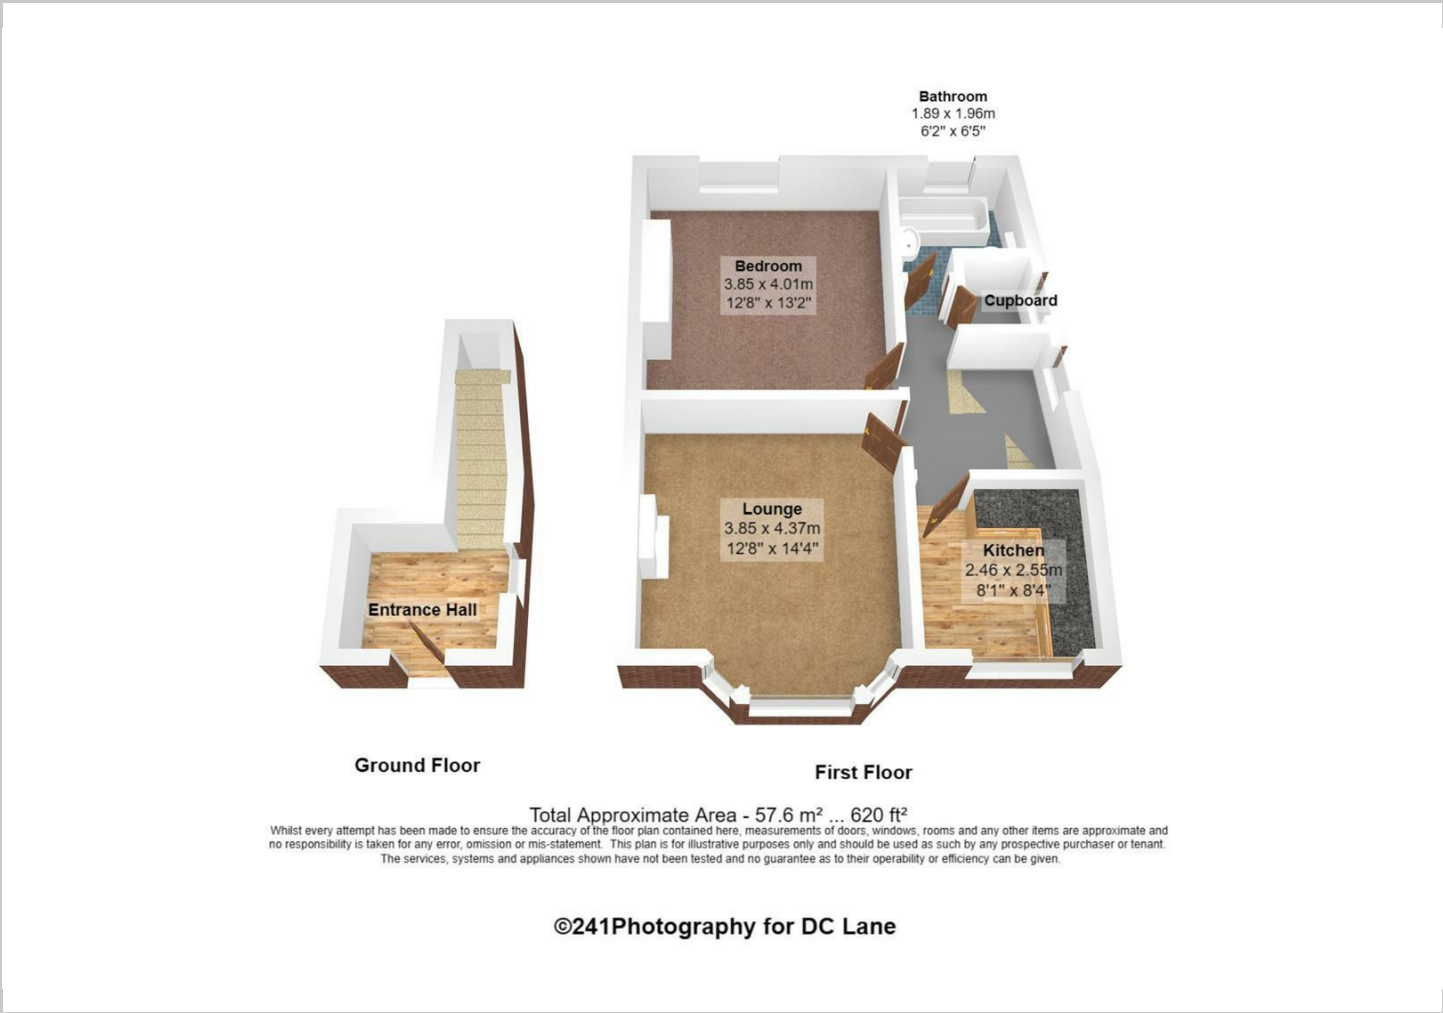 Bathroom
1.89 x 1.96m
6'2" x 6'5"
Bedroom
3.85 x 4.01m
12'8" x 13'2"
Cupboard
Lounge
3.85 x 4.37m
12'8" x 14'4"
Kitchen
2.46 x 2.55m
8'1" x 8'4"
Entrance Hall
Ground Floor
First Floor
Total Approximate Area - 57.6 m² ... 620 ft²
Whilst every attempt has been made to ensure the accuracy of the floor plan contained here, measurements of doors, windows, rooms and any other items are approximate and
no responsibility is taken for any error, omission or mis-statement. This plan is for illustrative purposes only and should be used as such by any prospective purchaser or tenant.
The services, systems and appliances shown have not been tested and no guarantee as to their operability or efficiency can be given.
©241Photography for DC Lane